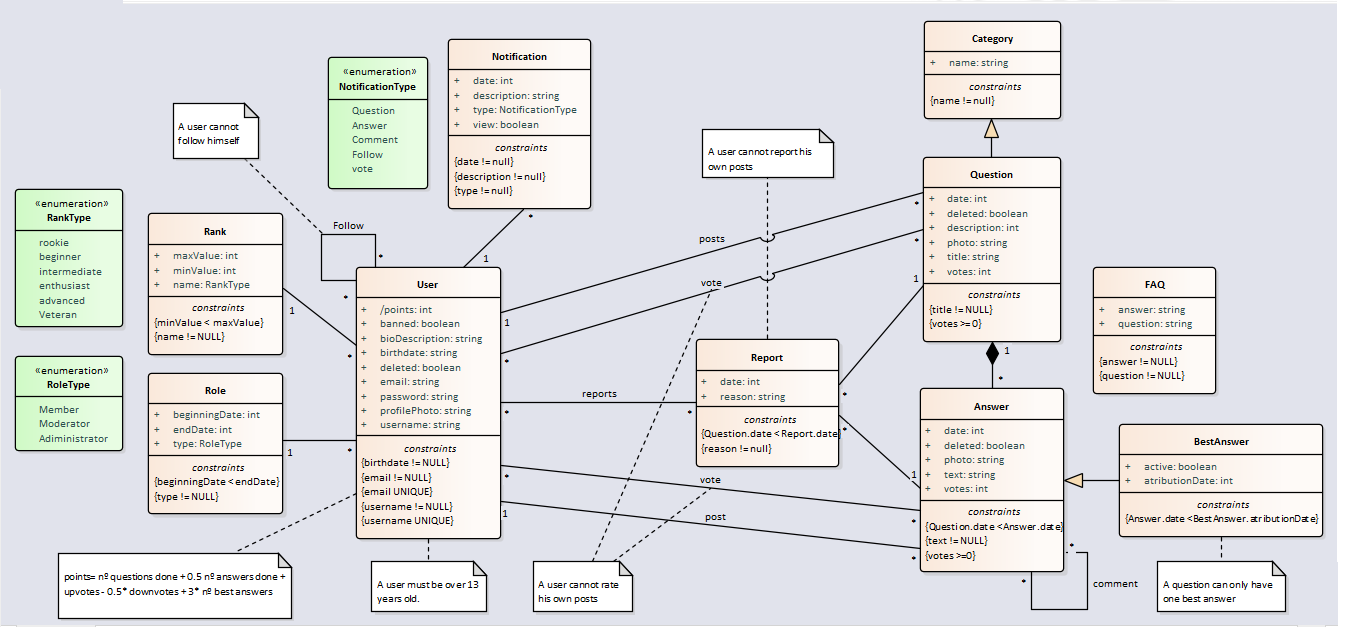 «enumeration»
NotificationType
Question
Answer
Comment
Follow
vote
Notification
+ date: int
+ description: string
+ type: NotificationType
+ view: boolean
constraints
{date != null}
{description != null}
{type != null}
Category
+ name: string
constraints
{name != null}
A user cannot
follow himself
A user cannot report his
own posts
«enumeration»
RankType
rookie
beginner
intermediate
enthusiast
advanced
Veteran
Rank
+ maxValue: int
+ minValue: int
+ name: RankType
constraints
{minValue < maxValue}
{name != NULL}
Follow
*
*
*
1
User
+ /points: int
+ banned: boolean
+ bioDescription: string
+ birthdate: string
+ deleted: boolean
+ email: string
+ password: string
+ profilePhoto: string
+ username: string
constraints
{birthdate != NULL}
{email != NULL}
{email UNIQUE}
{username != NULL}
{username UNIQUE}
posts
1
*
vote
*
*
Question
+ date: int
+ deleted: boolean
+ description: int
+ photo: string
+ title: string
+ votes: int
constraints
{title != NULL}
{votes >= 0}
FAQ
+ answer: string
+ question: string
constraints
{answer != NULL}
{question != NULL}
1
*
«enumeration»
RoleType
Member
Moderator
Adiministrator
Role
+ beginningDate: int
+ endDate: int
+ type: RoleType
constraints
{beginningDate < endDate}
{type != NULL}
1
*
reports
*
*
Report
+ date: int
+ reason: string
constraints
{Question.date < Report.date}
{reason != null}
1
*
*
1
1
*
Answer
+ date: int
+ deleted: boolean
+ photo: string
+ text: string
+ votes: int
constraints
{Question.date <Answer.date}
{text != NULL}
{votes >=0}
BestAnswer
+ active: boolean
+ atributionDate: int
constraints
{Answer.date <BestAnswer.atributionDate}
vote
*
*
post
1
*
*
*
comment
points= nº questions done + 0.5 nº answers done +
upvotes - 0.5* downvotes + 3* nº best answers
A user must be over 13
years old.
A user cannot rate
his own posts
A question can only have
one best answer